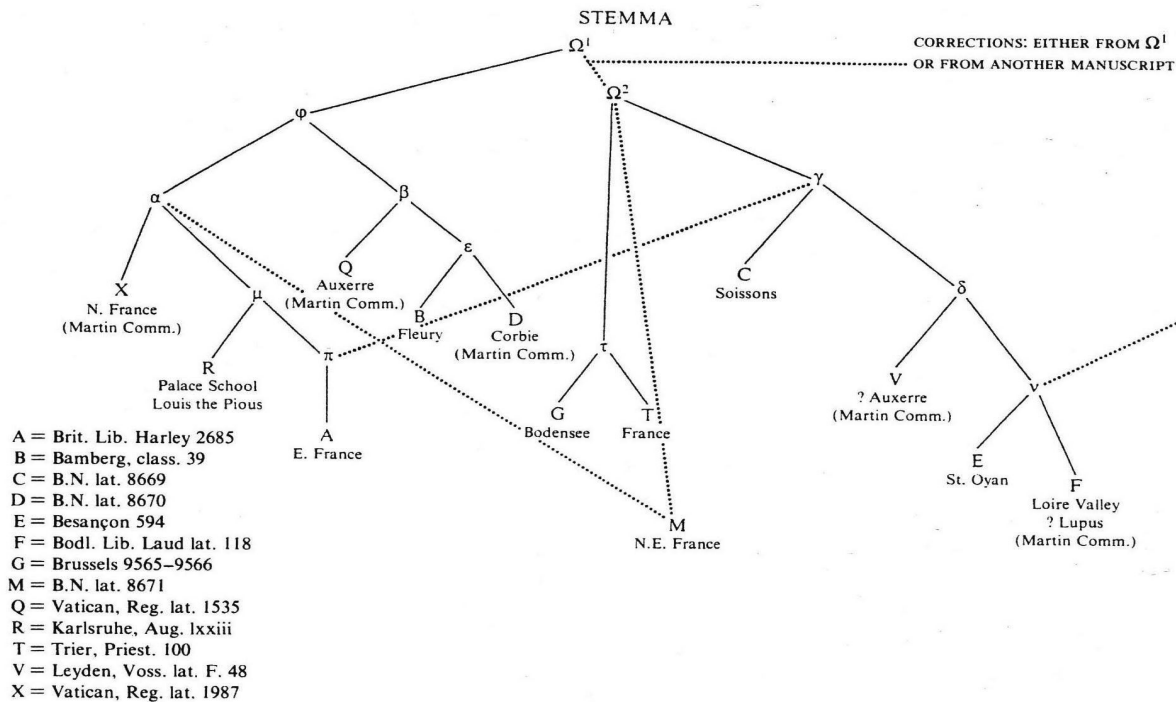 STEMMA
Ω¹
CORRECTIONS: EITHER FROM Ω¹
OR FROM ANOTHER MANUSCRIPT
Ω²
φ
γ
α
β
ε
Q
Auxerre
(Martin Comm.)
C
Soissons
X
N. France
(Martin Comm.)
μ
B
Fleury
D
Corbie
(Martin Comm.)
δ
R
Palace School
Louis the Pious
π
τ
V
? Auxerre
(Martin Comm.)
ν
G
Bodensee
T
France
A
E. France
E
St. Oyan
F
Loire Valley
? Lupus
(Martin Comm.)
M
N.E. France
A = Brit. Lib. Harley 2685
B = Bamberg, class. 39
C = B.N. lat. 8669
D = B.N. lat. 8670
E = Besançon 594
F = Bodl. Lib. Laud lat. 118
G = Brussels 9565–9566
M = B.N. lat. 8671
Q = Vatican, Reg. lat. 1535
R = Karlsruhe, Aug. lxxiii
T = Trier, Priest. 100
V = Leyden, Voss. lat. F. 48
X = Vatican, Reg. lat. 1987